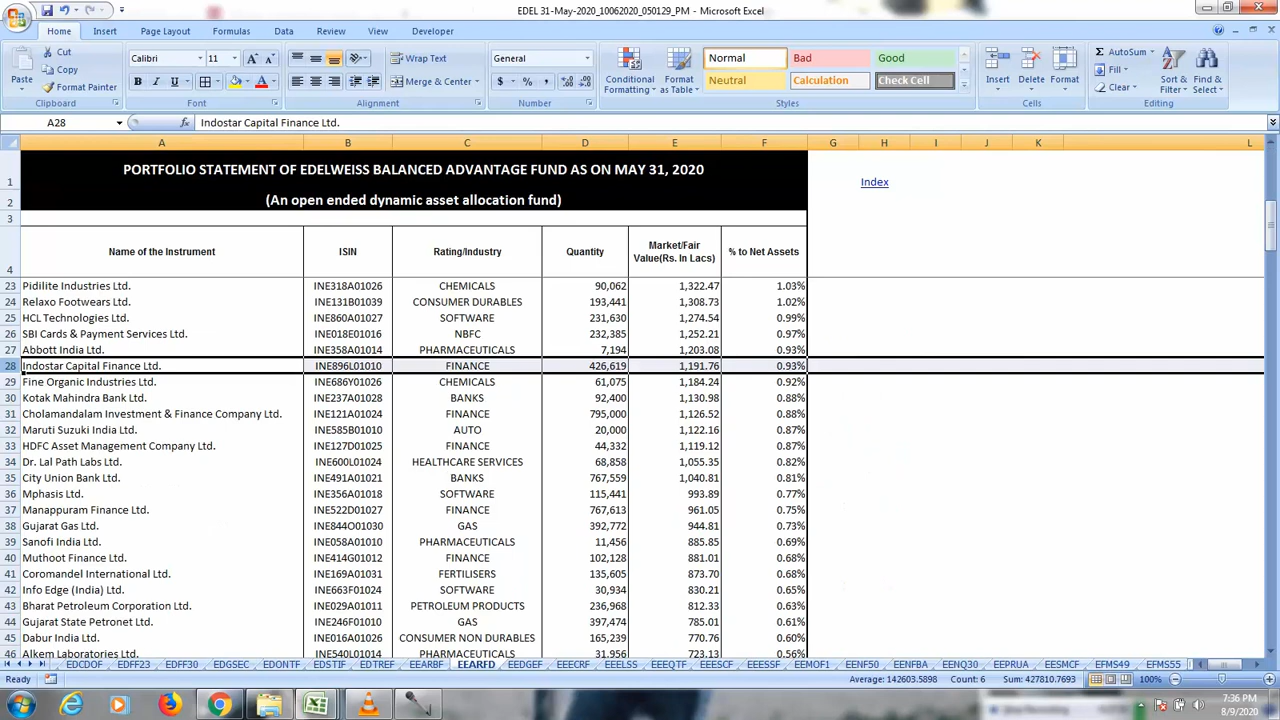 EDEL 31-May-2020_10062020_050129_PM - Microsoft Excel
Home Insert Page Layout Formulas Data Review View Developer
Cut
Copy
Format Painter
Paste
Clipboard
Calibri 11
B I U
Font
Wrap Text
Merge & Center
Alignment
General
$ % ,
Number
Conditional Formatting
Format as Table
Normal Bad Good
Neutral Calculation Check Cell
Styles
Insert Delete Format
Cells
AutoSum
Fill
Clear
Sort & Filter
Find & Select
Editing
A28 fx Indostar Capital Finance Ltd.
A B C D E F G H I J K L
1 PORTFOLIO STATEMENT OF EDELWEISS BALANCED ADVANTAGE FUND AS ON MAY 31, 2020 Index
2 (An open ended dynamic asset allocation fund)
3
4 Name of the Instrument ISIN Rating/Industry Quantity Market/Fair Value(Rs. In Lacs) % to Net Assets
23 Pidilite Industries Ltd. INE318A01026 CHEMICALS 90,062 1,322.47 1.03%
24 Relaxo Footwears Ltd. INE131B01039 CONSUMER DURABLES 193,441 1,308.73 1.02%
25 HCL Technologies Ltd. INE860A01027 SOFTWARE 231,630 1,274.54 0.99%
26 SBI Cards & Payment Services Ltd. INE018E01016 NBFC 232,385 1,252.21 0.97%
27 Abbott India Ltd. INE358A01014 PHARMACEUTICALS 7,194 1,203.08 0.93%
28 Indostar Capital Finance Ltd. INE896L01010 FINANCE 426,619 1,191.76 0.93%
29 Fine Organic Industries Ltd. INE686Y01026 CHEMICALS 61,075 1,184.24 0.92%
30 Kotak Mahindra Bank Ltd. INE237A01028 BANKS 92,400 1,130.98 0.88%
31 Cholamandalam Investment & Finance Company Ltd. INE121A01024 FINANCE 795,000 1,126.52 0.88%
32 Maruti Suzuki India Ltd. INE585B01010 AUTO 20,000 1,122.16 0.87%
33 HDFC Asset Management Company Ltd. INE127D01025 FINANCE 44,332 1,119.12 0.87%
34 Dr. Lal Path Labs Ltd. INE600L01024 HEALTHCARE SERVICES 68,858 1,055.35 0.82%
35 City Union Bank Ltd. INE491A01021 BANKS 767,559 1,040.81 0.81%
36 Mphasis Ltd. INE356A01018 SOFTWARE 115,441 993.89 0.77%
37 Manappuram Finance Ltd. INE522D01027 FINANCE 767,613 961.05 0.75%
38 Gujarat Gas Ltd. INE844O01030 GAS 392,772 944.81 0.73%
39 Sanofi India Ltd. INE058A01010 PHARMACEUTICALS 11,456 885.85 0.69%
40 Muthoot Finance Ltd. INE414G01012 FINANCE 102,128 881.01 0.68%
41 Coromandel International Ltd. INE169A01031 FERTILISERS 135,605 873.70 0.68%
42 Info Edge (India) Ltd. INE663F01024 SOFTWARE 30,934 830.21 0.65%
43 Bharat Petroleum Corporation Ltd. INE029A01011 PETROLEUM PRODUCTS 236,968 812.33 0.63%
44 Gujarat State Petronet Ltd. INE246F01010 GAS 397,474 785.01 0.61%
45 Dabur India Ltd. INE016A01026 CONSUMER NON DURABLES 165,239 770.76 0.60%
46 Alkem Laboratories Ltd. INE540L01014 PHARMACEUTICALS 31,956 723.13 0.56%
EDCDOF EDFF23 EDFF30 EDGSEC EDONTF EDSTIF EDTREF EEARBF EEARFD EEDGEF EEECRF EEELSS EEEQTF EEESCF EEESSF EEMOF1 EENF50 EENFBA EENQ30 EEPRUA EESMCF EFMS49 EFMS55
Ready Average: 142603.5898 Count: 6 Sum: 427810.7693 100%
7:36 PM
8/9/2020